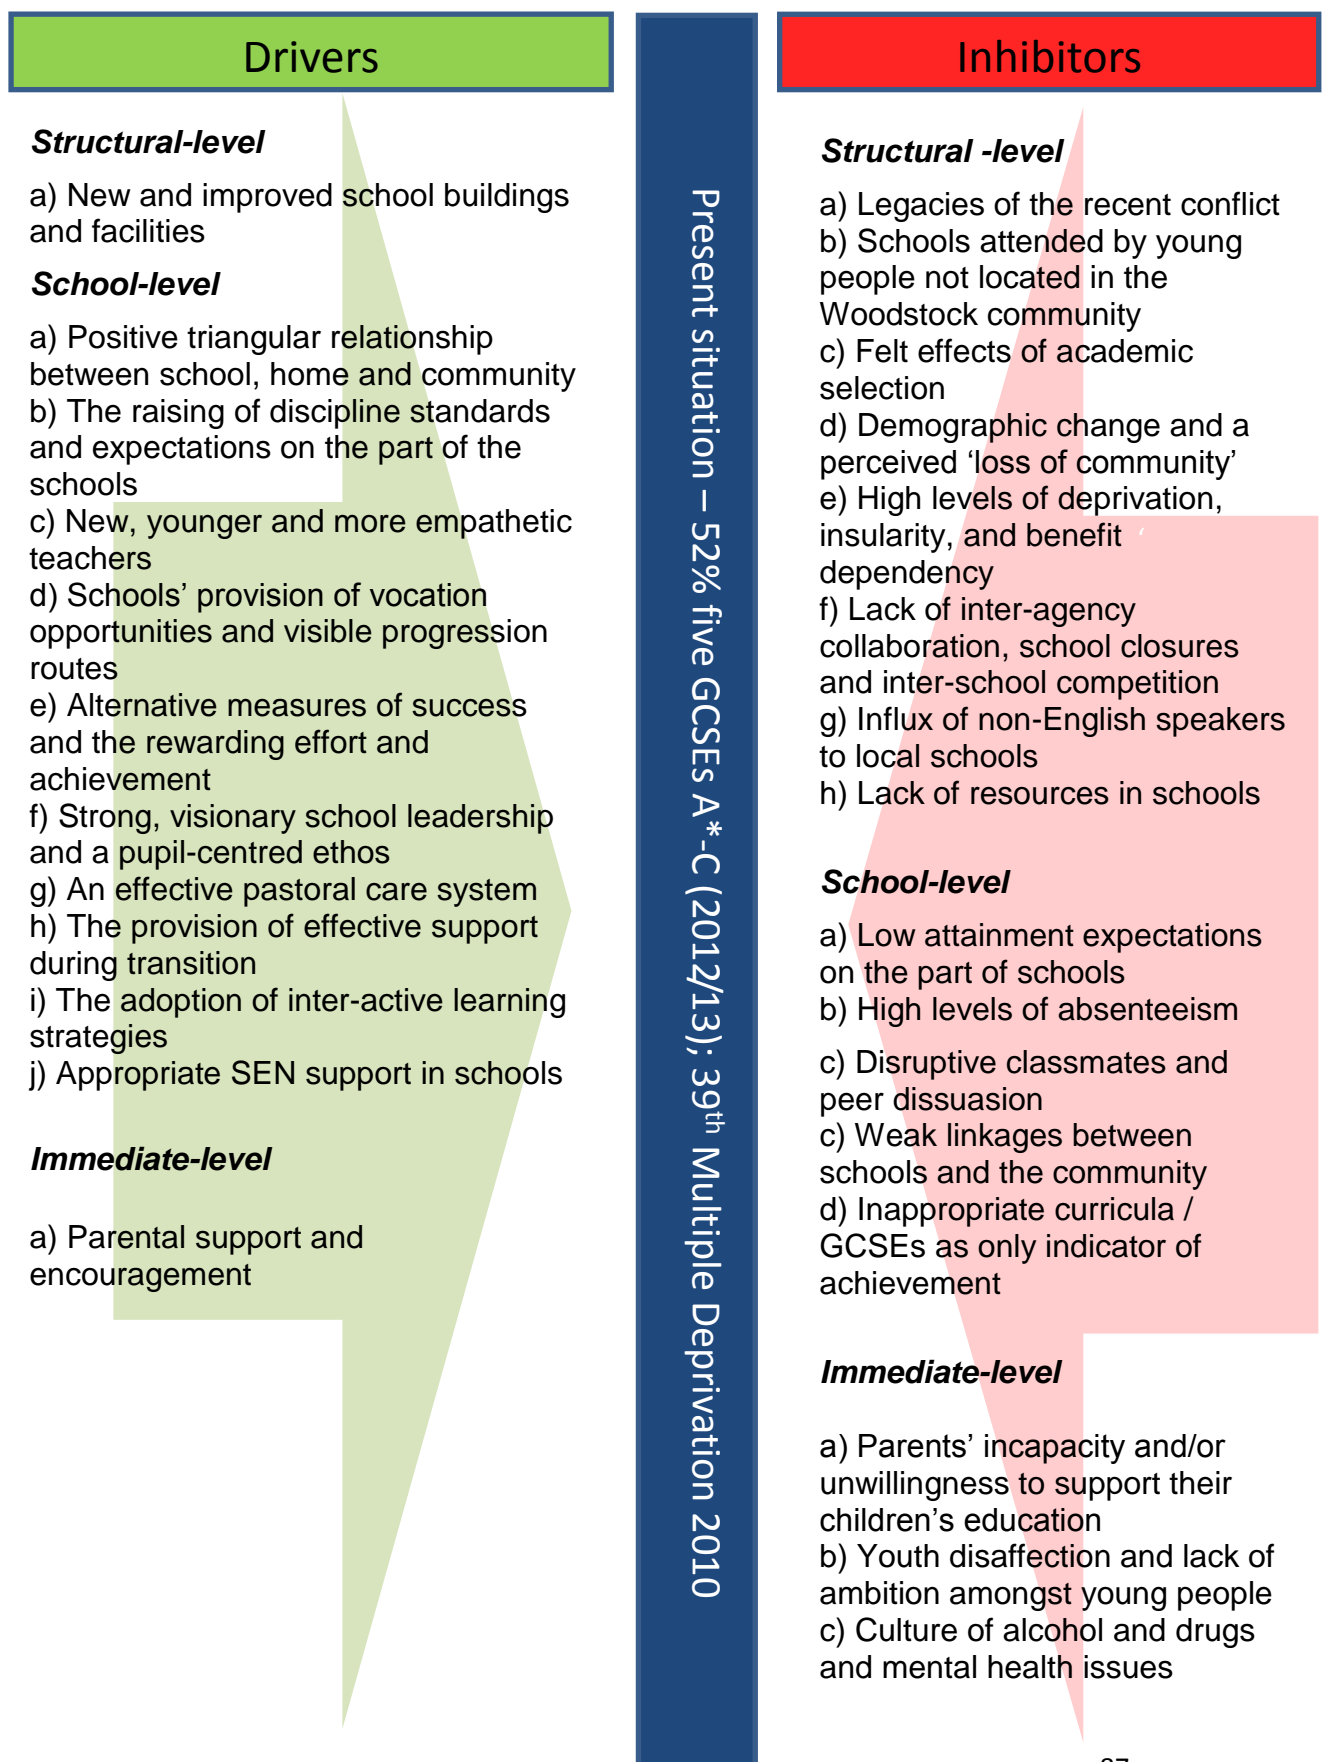 Drivers
Structural-level
a) New and improved school buildings
and facilities
School-level
a) Positive triangular relationship
between school, home and community
b) The raising of discipline standards
and expectations on the part of the
schools
c) New, younger and more empathetic
teachers
d) Schools’ provision of vocation
opportunities and visible progression
routes
e) Alternative measures of success
and the rewarding effort and
achievement
f) Strong, visionary school leadership
and a pupil-centred ethos
g) An effective pastoral care system
h) The provision of effective support
during transition
i) The adoption of inter-active learning
strategies
j) Appropriate SEN support in schools
Immediate-level
a) Parental support and
encouragement
Present situation – 52% five GCSEs A*-C (2012/13); 39th Multiple Deprivation 2010
Inhibitors
Structural -level
a) Legacies of the recent conflict
b) Schools attended by young
people not located in the
Woodstock community
c) Felt effects of academic
selection
d) Demographic change and a
perceived ‘loss of community’
e) High levels of deprivation,
insularity, and benefit ‘
dependency
f) Lack of inter-agency
collaboration, school closures
and inter-school competition
g) Influx of non-English speakers
to local schools
h) Lack of resources in schools
School-level
a) Low attainment expectations
on the part of schools
b) High levels of absenteeism
c) Disruptive classmates and
peer dissuasion
c) Weak linkages between
schools and the community
d) Inappropriate curricula /
GCSEs as only indicator of
achievement
Immediate-level
a) Parents’ incapacity and/or
unwillingness to support their
children’s education
b) Youth disaffection and lack of
ambition amongst young people
c) Culture of alcohol and drugs
and mental health issues